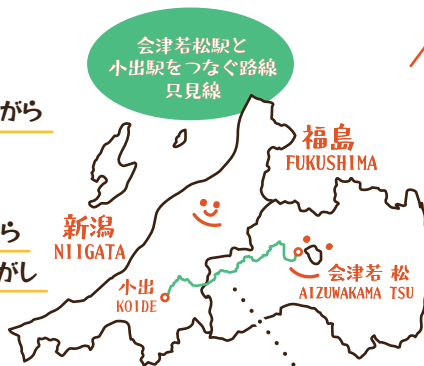 会津若松駅と
小出駅をつなぐ路線
只見線
がら
福島
FUKUSHIMA
新潟
NIIGATA
ら
がし
小出
KOIDE
会津若 松
AIZUWAKAMA TSU